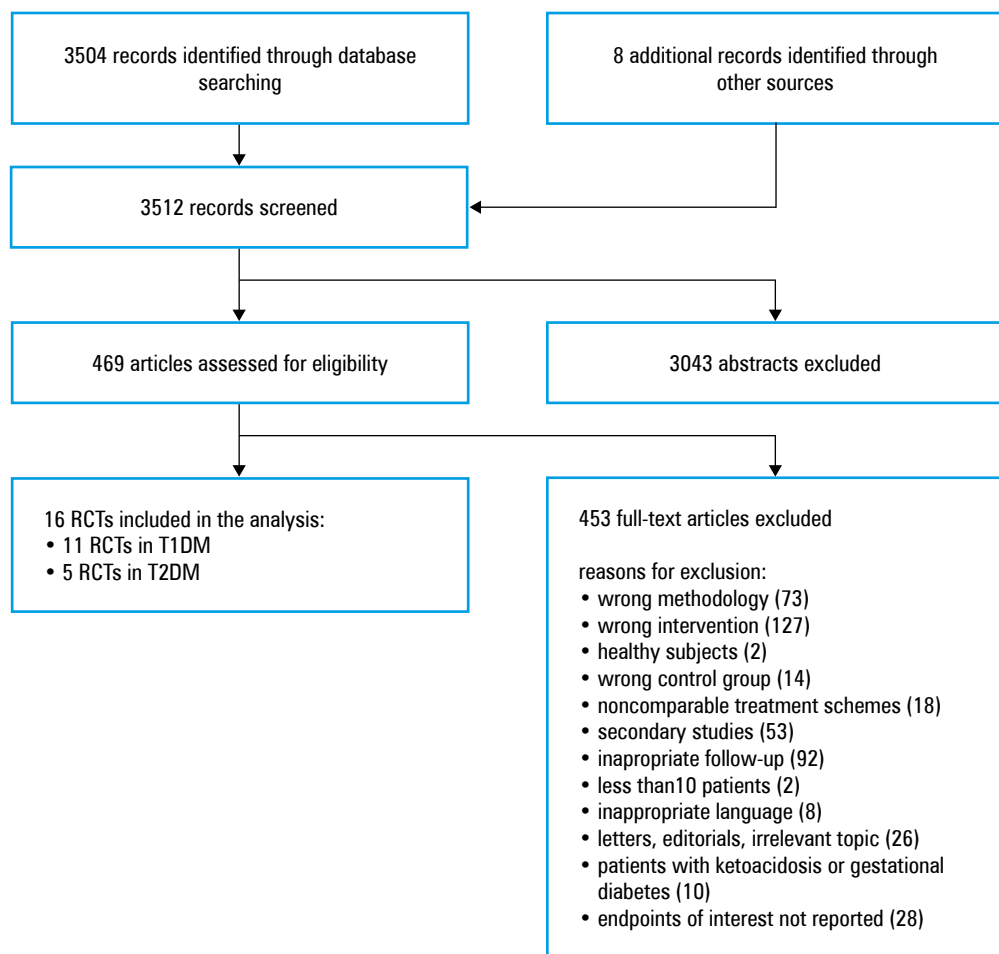 3504 records identified through database
searching
8 additional records identified through
other sources
3512 records screened
469 articles assessed for eligibility
3043 abstracts excluded
16 RCTs included in the analysis:
• 11 RCTs in T1DM
• 5 RCTs in T2DM
453 full-text articles excluded
reasons for exclusion:
• wrong methodology (73)
• wrong intervention (127)
• healthy subjects (2)
• wrong control group (14)
• noncomparable treatment schemes (18)
• secondary studies (53)
• inapropriate follow-up (92)
• less than10 patients (2)
• inappropriate language (8)
• letters, editorials, irrelevant topic (26)
• patients with ketoacidosis or gestational
diabetes (10)
• endpoints of interest not reported (28)